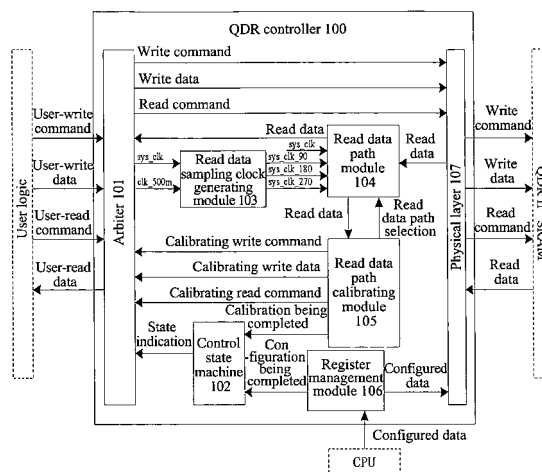 QDR controller 100
Write command
Write data
Read command
User-write
command
User-write
data
User-read
command
User-read
data
User logic
Arbiter 101
sys_clk
clk_500m
Read data
sampling clock
generating
module 103
Read data
sys_clk
sys_clk_90
sys_clk_180
sys_clk_270
Read data
path
module
104
Read
data
Physical layer 107
Write
command
Write
data
Read
command
Read
data
Read data
Read
data path
selection
Calibrating write command
Calibrating write data
Calibrating read command
Read data
path
calibrating
module
105
Calibration being
completed
State
indication
Control
state
machine
102
Con
-figuration
being
completed
Register
management
module 106
Configured
data
Configured data
CPU